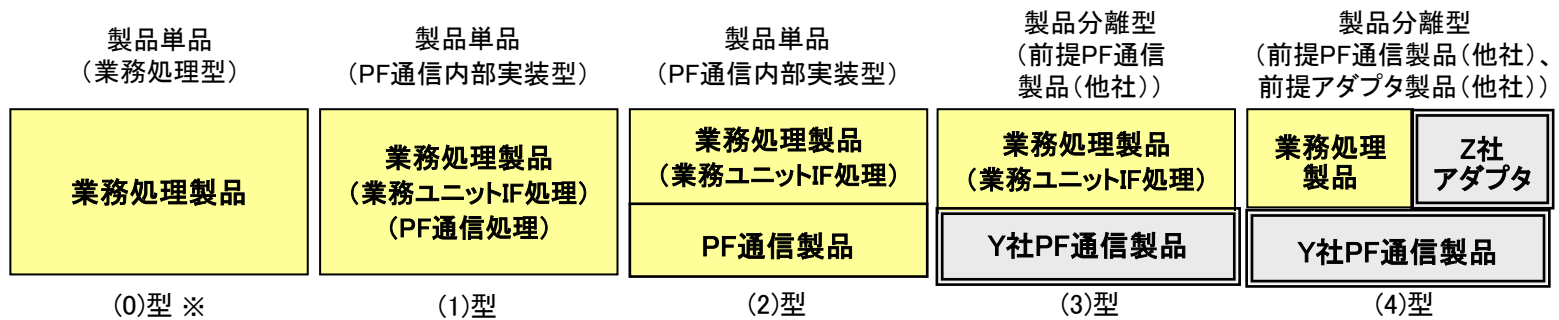 製品単品
（業務処理型）
製品単品
（PF通信内部実装型）
製品単品
（PF通信内部実装型）
製品分離型
（前提PF通信
製品（他社））
製品分離型
（前提PF通信製品（他社）、
前提アダプタ製品（他社））
業務処理製品
業務処理製品
（業務ユニットIF処理）
（PF通信処理）
業務処理製品
（業務ユニットIF処理）
PF通信製品
業務処理製品
（業務ユニットIF処理）
Y社PF通信製品
業務処理
製品
Z社
アダプタ
Y社PF通信製品
(0)型 ※
(1)型
(2)型
(3)型
(4)型